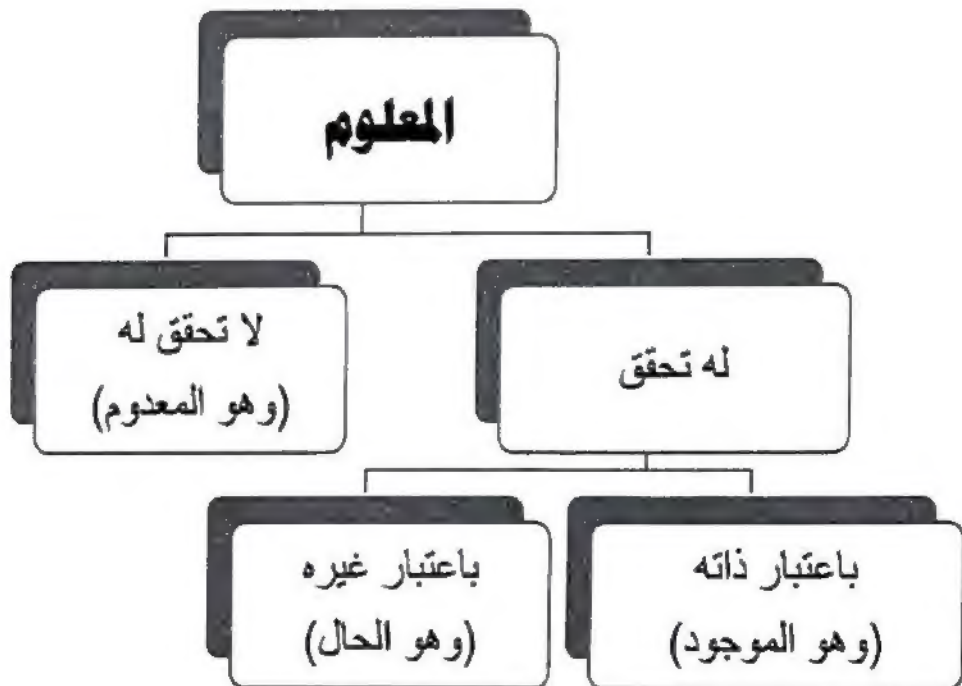 المعلوم
له تحقق
لا تحقق له
(وهو المعدوم)
باعتبار ذاته
(وهو الموجود)
باعتبار غيره
(وهو الحال)